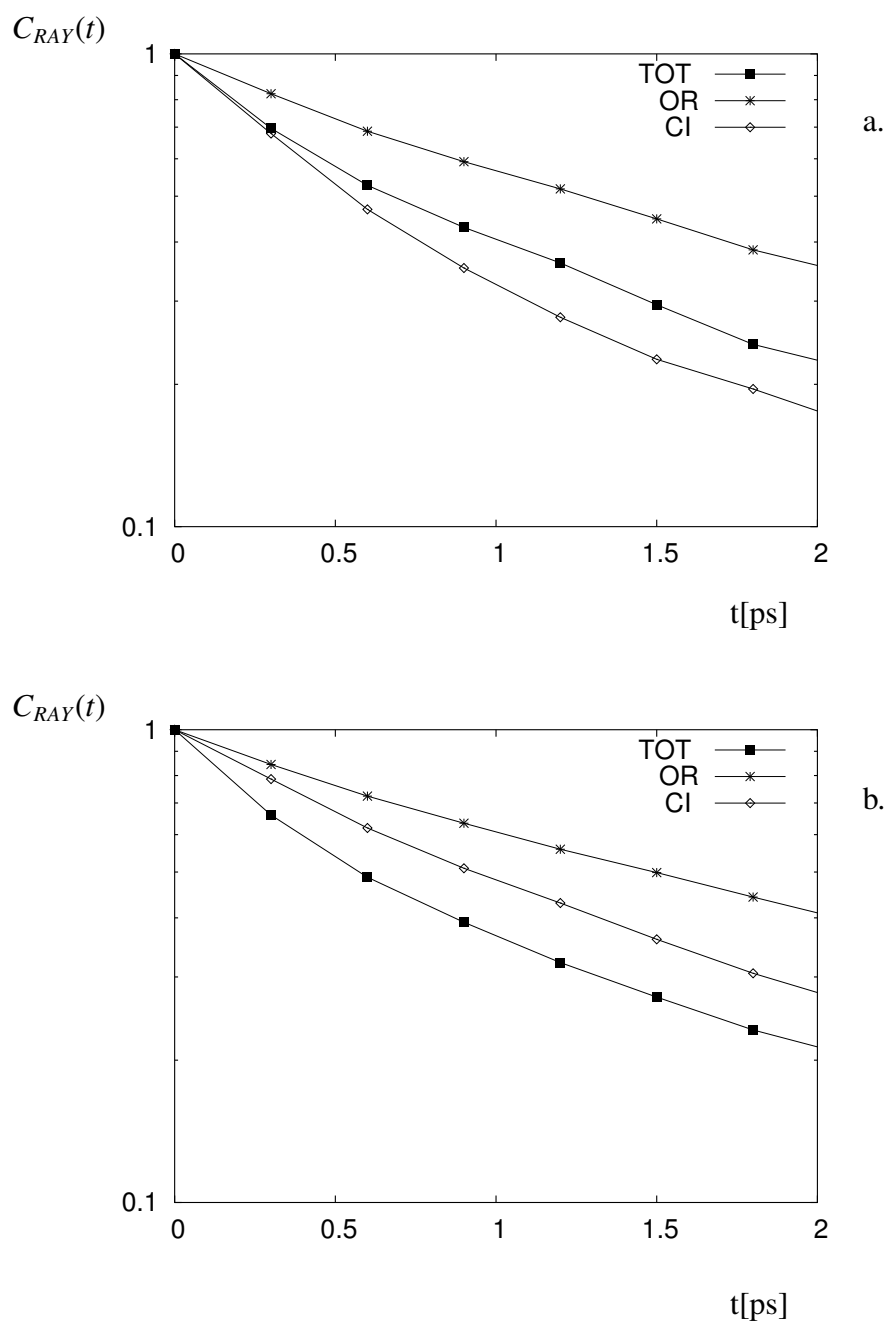 C_RAY(t)
1
TOT
OR
CI
a.
0.1
0 0.5 1 1.5 2
t[ps]
C_RAY(t)
1
TOT
OR
CI
b.
0.1
0 0.5 1 1.5 2
t[ps]